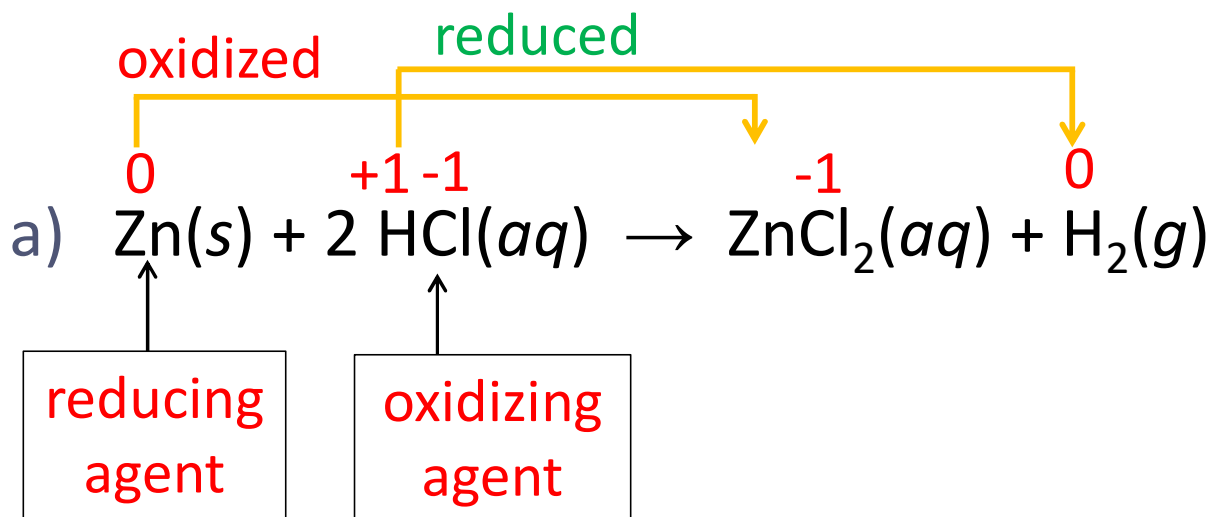 reduced
oxidized
0 +1 -1 -1 0
a) Zn(s) + 2 HCl(aq) → ZnCl₂(aq) + H₂(g)
reducing
agent
oxidizing
agent